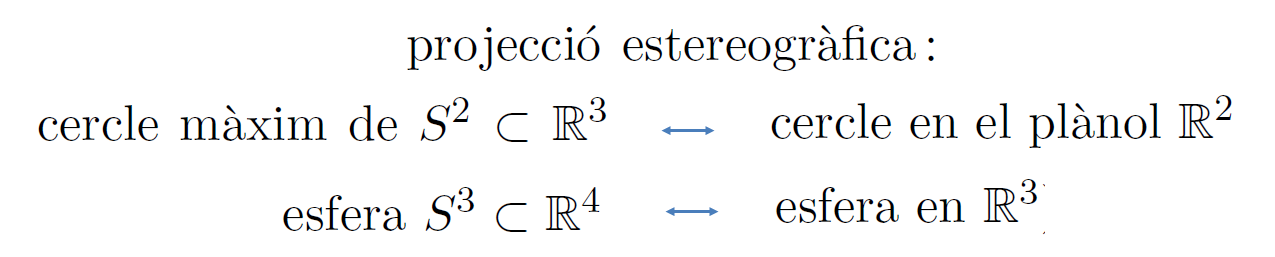 projecció estereogràfica:
cercle màxim de S² ⊂ ℝ³ ↔ cercle en el plànol ℝ²
esfera S³ ⊂ ℝ⁴ ↔ esfera en ℝ³